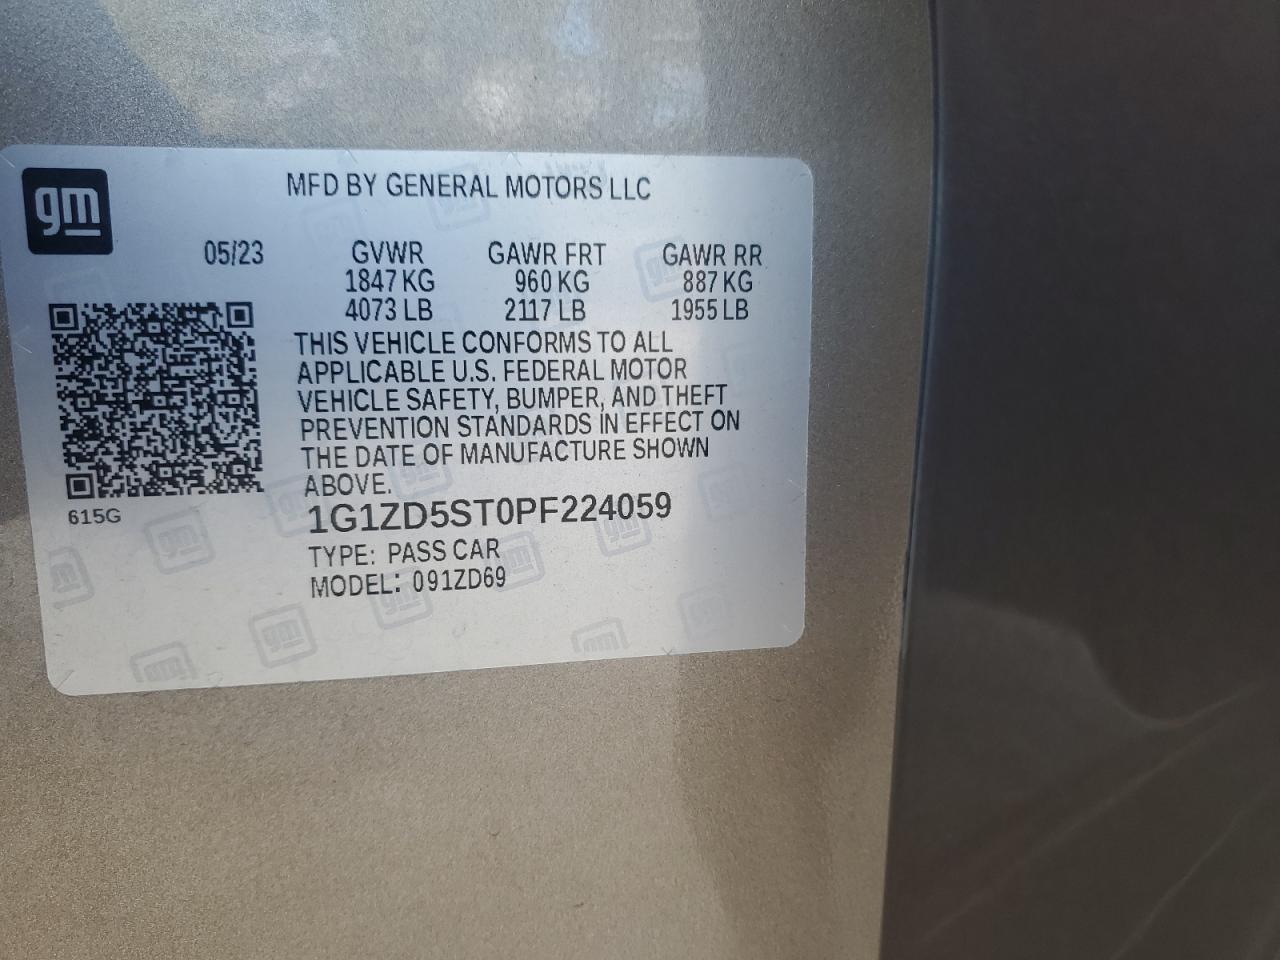 gm
MFD BY GENERAL MOTORS LLC
05/23 GVWR GAWR FRT GAWR RR
1847 KG 960 KG 887 KG
4073 LB 2117 LB 1955 LB
THIS VEHICLE CONFORMS TO ALL
APPLICABLE U.S. FEDERAL MOTOR
VEHICLE SAFETY, BUMPER, AND THEFT
PREVENTION STANDARDS IN EFFECT ON
THE DATE OF MANUFACTURE SHOWN
ABOVE.
615G
1G1ZD5ST0PF224059
TYPE: PASS CAR
MODEL: 091ZD69